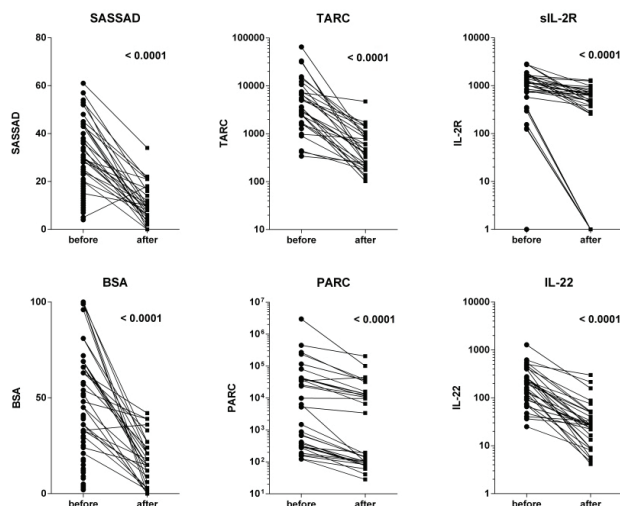 SASSAD
80
60
40
20
0
SASSAD
< 0.0001
before after
TARC
100000
10000
1000
100
10
TARC
< 0.0001
before after
sIL-2R
10000
1000
100
10
1
IL-2R
< 0.0001
before after
BSA
100
50
0
BSA
< 0.0001
before after
PARC
10⁷
10⁶
10⁵
10⁴
10³
10²
10¹
PARC
< 0.0001
before after
IL-22
10000
1000
100
10
1
IL-22
< 0.0001
before after